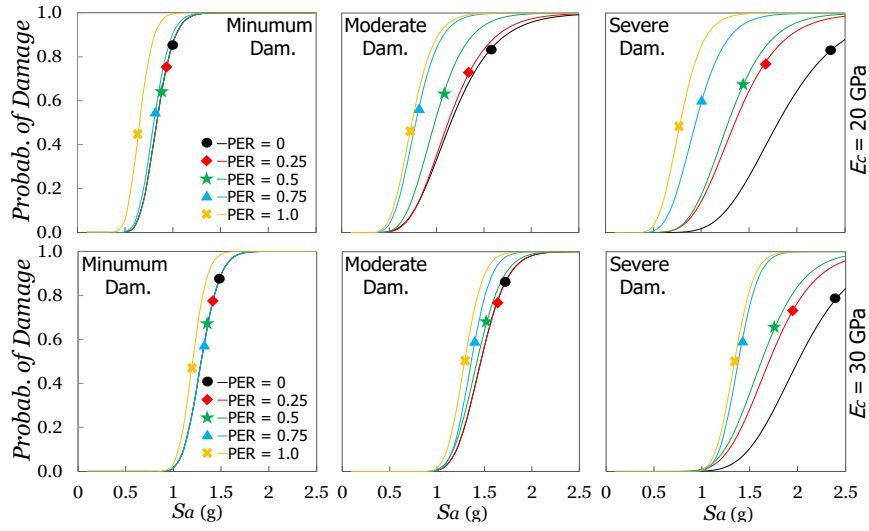 1.0
0.8
0.6
0.4
0.2
0.0
Probab. of Damage
Minumum
Dam.
PER = 0
PER = 0.25
PER = 0.5
PER = 0.75
PER = 1.0
Moderate
Dam.
Severe
Dam.
Ec = 20 GPa
1.0
0.8
0.6
0.4
0.2
0.0
Probab. of Damage
Minumum
Dam.
PER = 0
PER = 0.25
PER = 0.5
PER = 0.75
PER = 1.0
Moderate
Dam.
Severe
Dam.
Ec = 30 GPa
0 0.5 1 1.5 2 2.5
0 0.5 1 1.5 2 2.5
0 0.5 1 1.5 2 2.5
Sa (g)
Sa (g)
Sa (g)